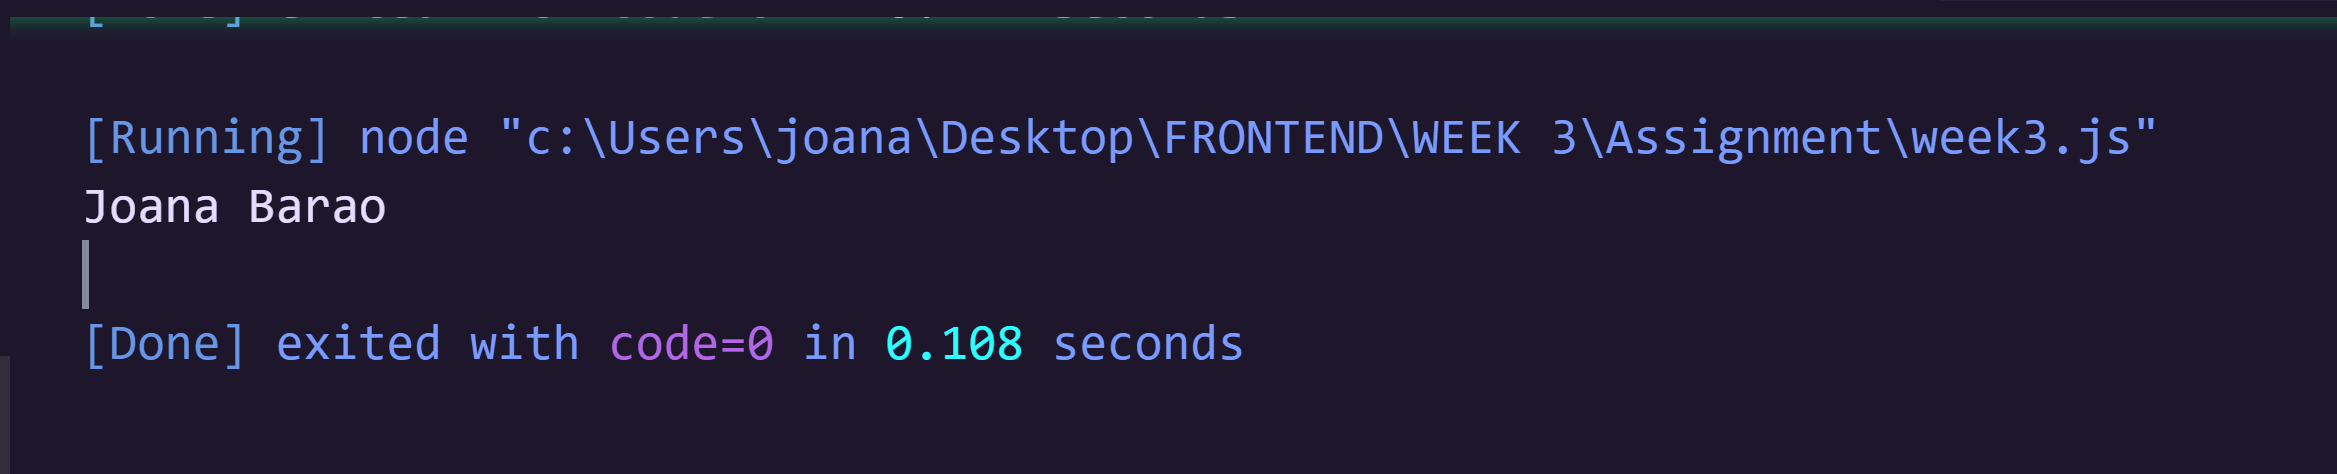 [Running] node "c:\Users\joana\Desktop\FRONTEND\WEEK 3\Assignment\week3.js"
Joana Barao
[Done] exited with code=0 in 0.108 seconds